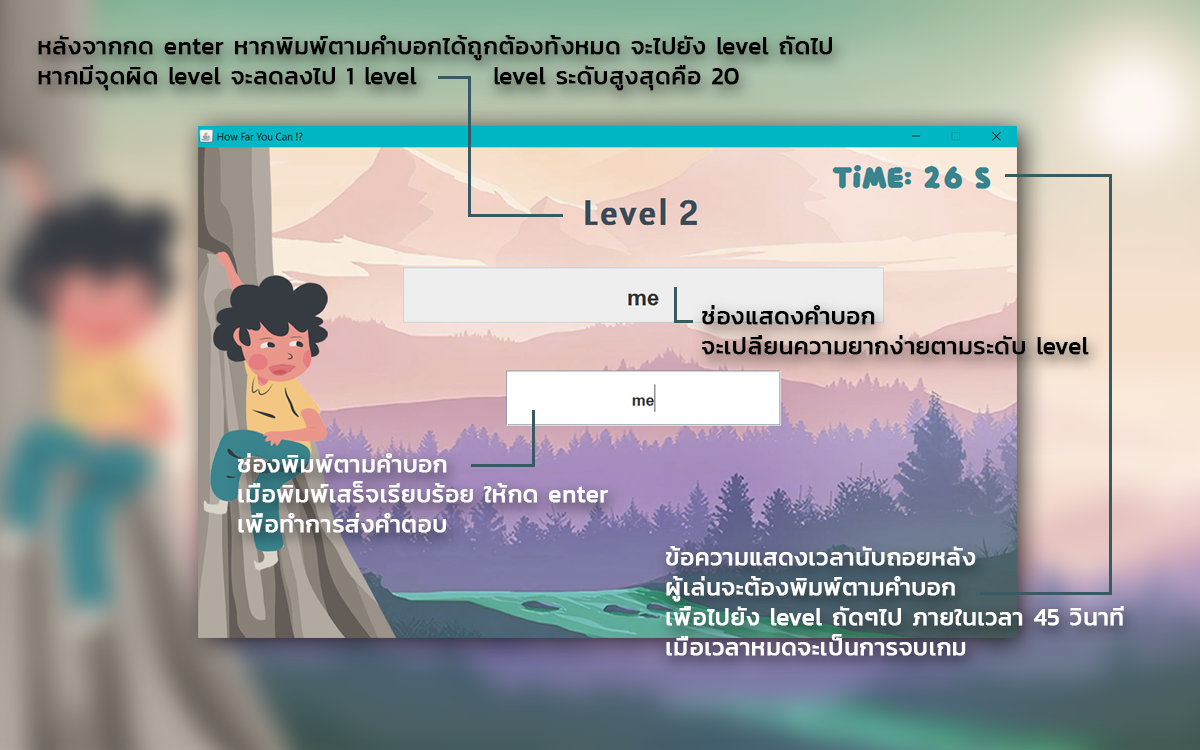 หลังจากกด enter หากพิมพ์ตามคำบอกได้ถูกต้องทั้งหมด จะไปยัง level ถัดไป
หากมีจุดผิด level จะลดลงไป 1 level level ระดับสูงสุดคือ 20
How Far You Can !?
TiME: 26 S
Level 2
me
ช่องแสดงคำบอก
จะเปลี่ยนความยากง่ายตามระดับ level
me
ช่องพิมพ์ตามคำบอก
เมื่อพิมพ์เสร็จเรียบร้อย ให้กด enter
เพื่อทำการส่งคำตอบ
ข้อความแสดงเวลานับถอยหลัง
ผู้เล่นจะต้องพิมพ์ตามคำบอก
เพื่อไปยัง level ถัดๆไป ภายในเวลา 45 วินาที
เมื่อเวลาหมดจะเป็นการจบเกม